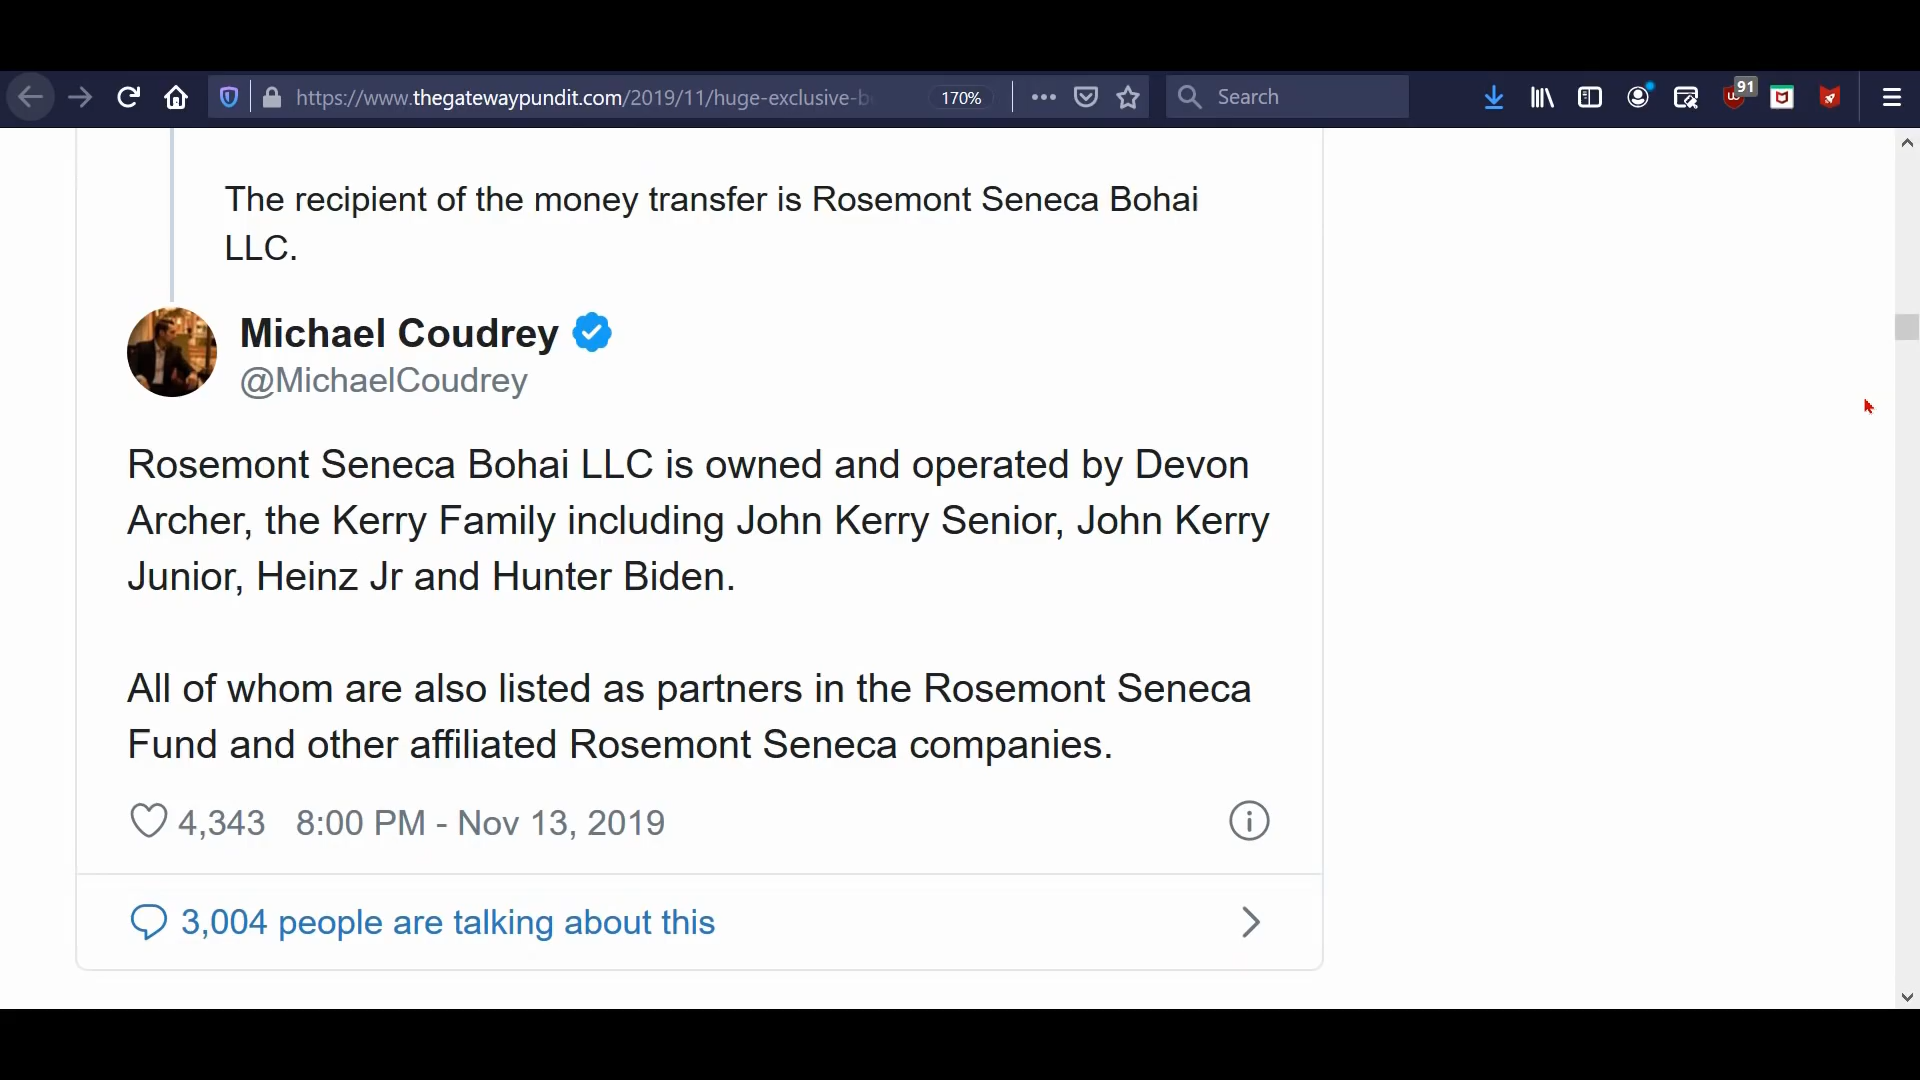 https://www.thegatewaypundit.com/2019/11/huge-exclusive-b
170%
Search
91
The recipient of the money transfer is Rosemont Seneca Bohai
LLC.
Michael Coudrey
@MichaelCoudrey
Rosemont Seneca Bohai LLC is owned and operated by Devon
Archer, the Kerry Family including John Kerry Senior, John Kerry
Junior, Heinz Jr and Hunter Biden.
All of whom are also listed as partners in the Rosemont Seneca
Fund and other affiliated Rosemont Seneca companies.
4,343 8:00 PM - Nov 13, 2019
3,004 people are talking about this